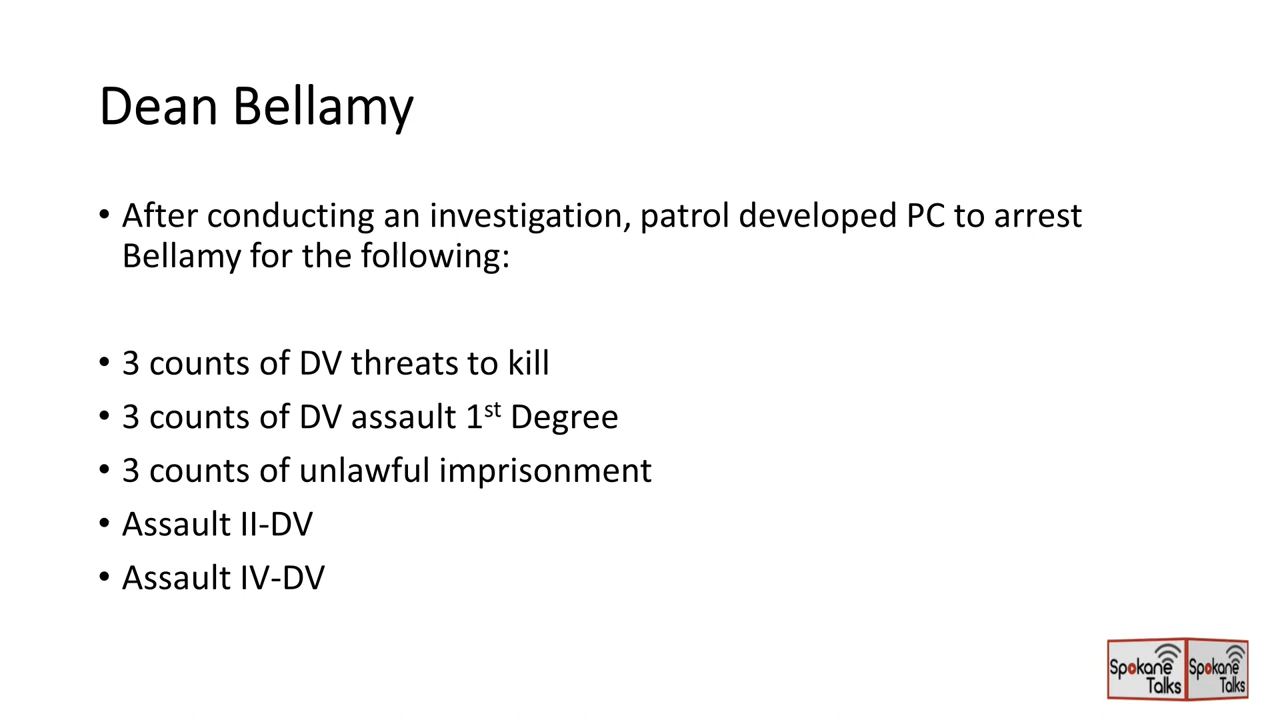 Dean Bellamy
• After conducting an investigation, patrol developed PC to arrest
Bellamy for the following:
• 3 counts of DV threats to kill
• 3 counts of DV assault 1st Degree
• 3 counts of unlawful imprisonment
• Assault II-DV
• Assault IV-DV
Spokane Talks
Spokane Talks